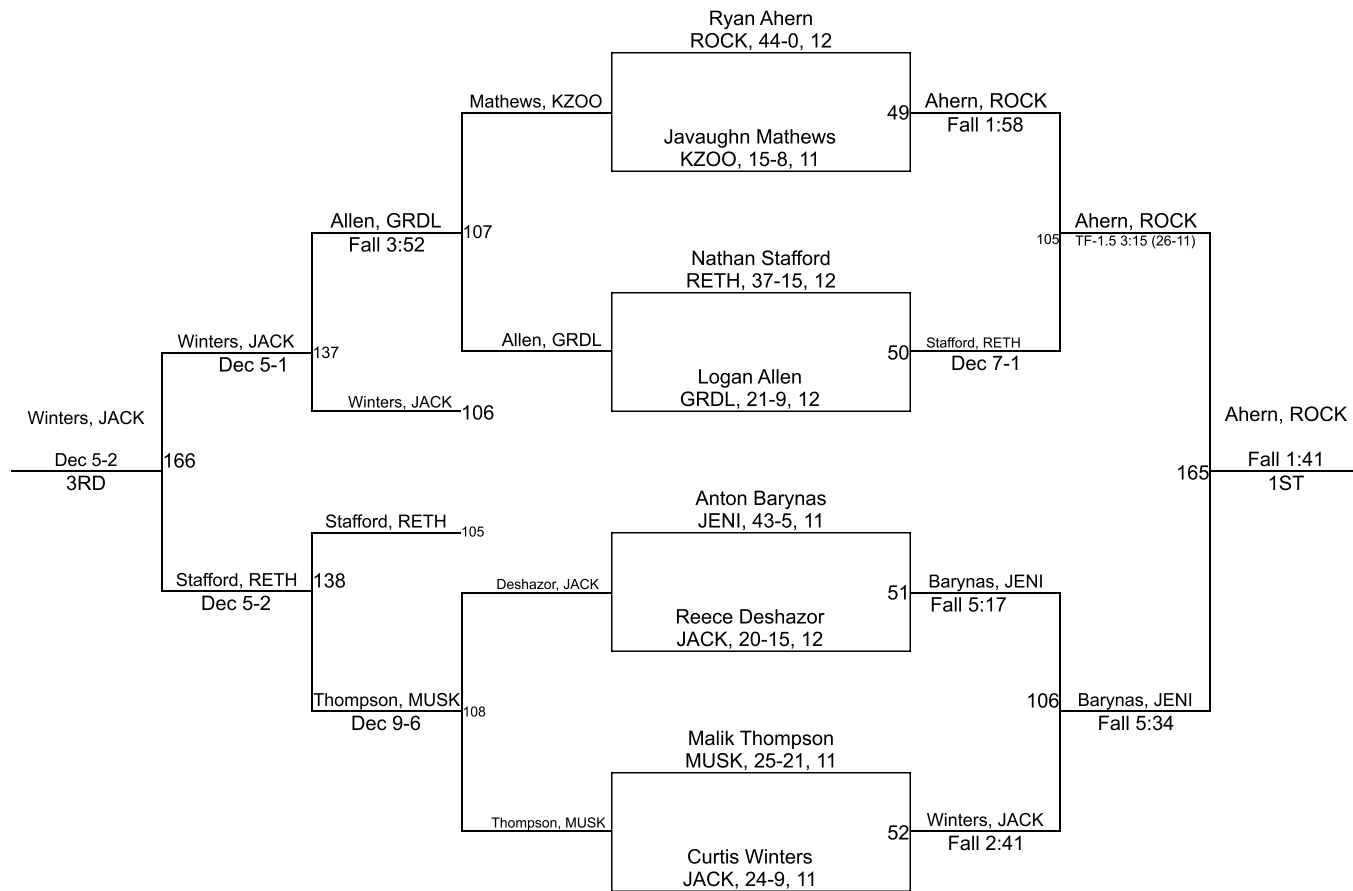 Ryan Ahern
ROCK, 44-0, 12
Mathews, KZOO
49
Ahern, ROCK
Fall 1:58
Javaughn Mathews
KZOO, 15-8, 11
Allen, GRDL
Fall 3:52
107
105
Ahern, ROCK
TF-1.5 3:15 (26-11)
Nathan Stafford
RETH, 37-15, 12
Winters, JACK
Dec 5-1
137
Allen, GRDL
50
Stafford, RETH
Dec 7-1
Logan Allen
GRDL, 21-9, 12
Winters, JACK
106
Winters, JACK
Dec 5-2
3RD
166
Ahern, ROCK
165
Fall 1:41
1ST
Anton Barynas
JENI, 43-5, 11
Stafford, RETH
105
Stafford, RETH
Dec 5-2
138
Deshazor, JACK
51
Barynas, JENI
Fall 5:17
Reece Deshazor
JACK, 20-15, 12
Thompson, MUSK
Dec 9-6
108
106
Barynas, JENI
Fall 5:34
Malik Thompson
MUSK, 25-21, 11
Thompson, MUSK
52
Winters, JACK
Fall 2:41
Curtis Winters
JACK, 24-9, 11